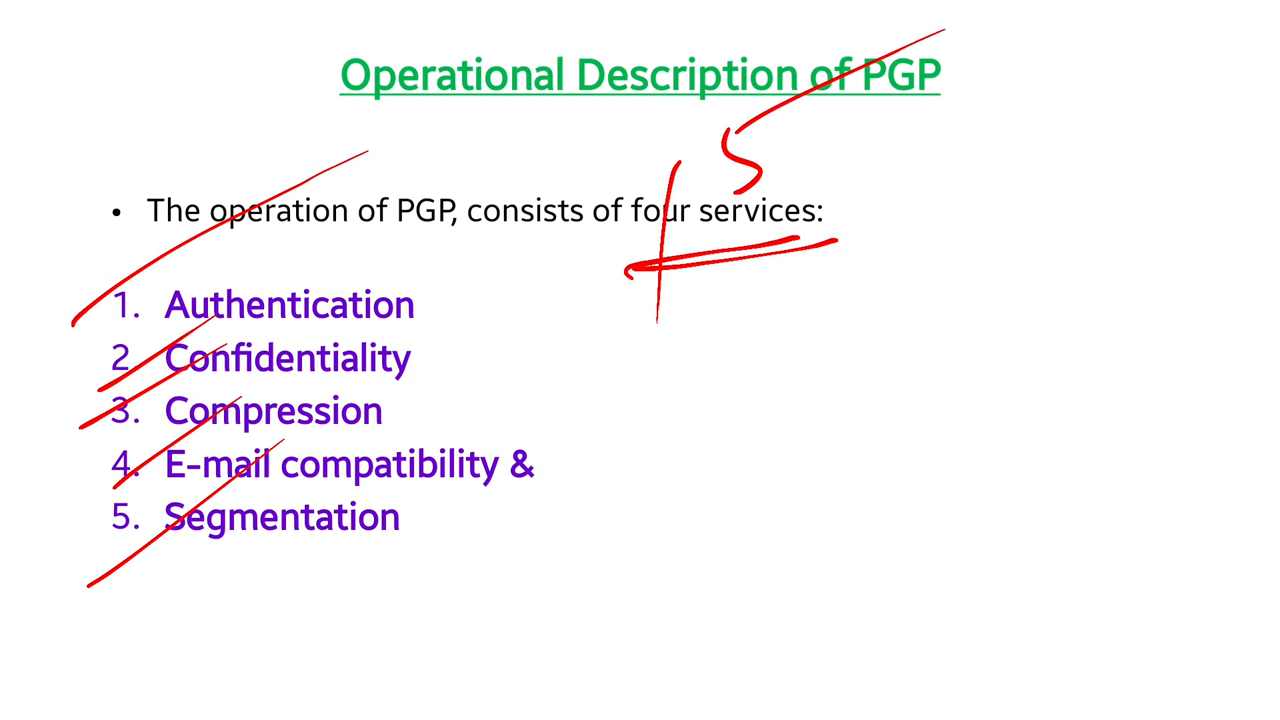 Operational Description of PGP
5
• The operation of PGP, consists of four services:
1. Authentication
2. Confidentiality
3. Compression
4. E-mail compatibility &
5. Segmentation